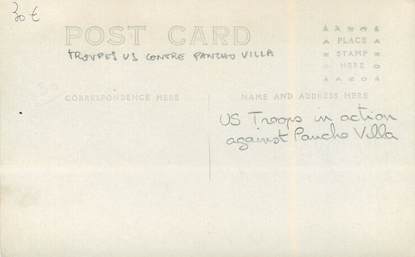 30 €
POST CARD
TROUPES US CONTRE PANCHO VILLA
PLACE
STAMP
HERE
CORRESPONDENCE HERE
NAME AND ADDRESS HERE
US Troops in action
against Pancho Villa